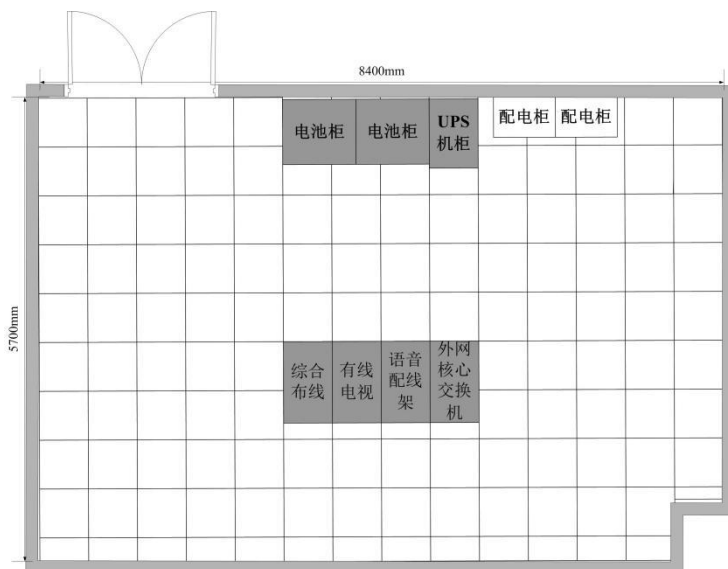 8400mm
电池柜
电池柜
UPS
机柜
配电柜
配电柜
5700mm
综合
布线
有线
电视
语音
配线
架
外网
核心
交换
机